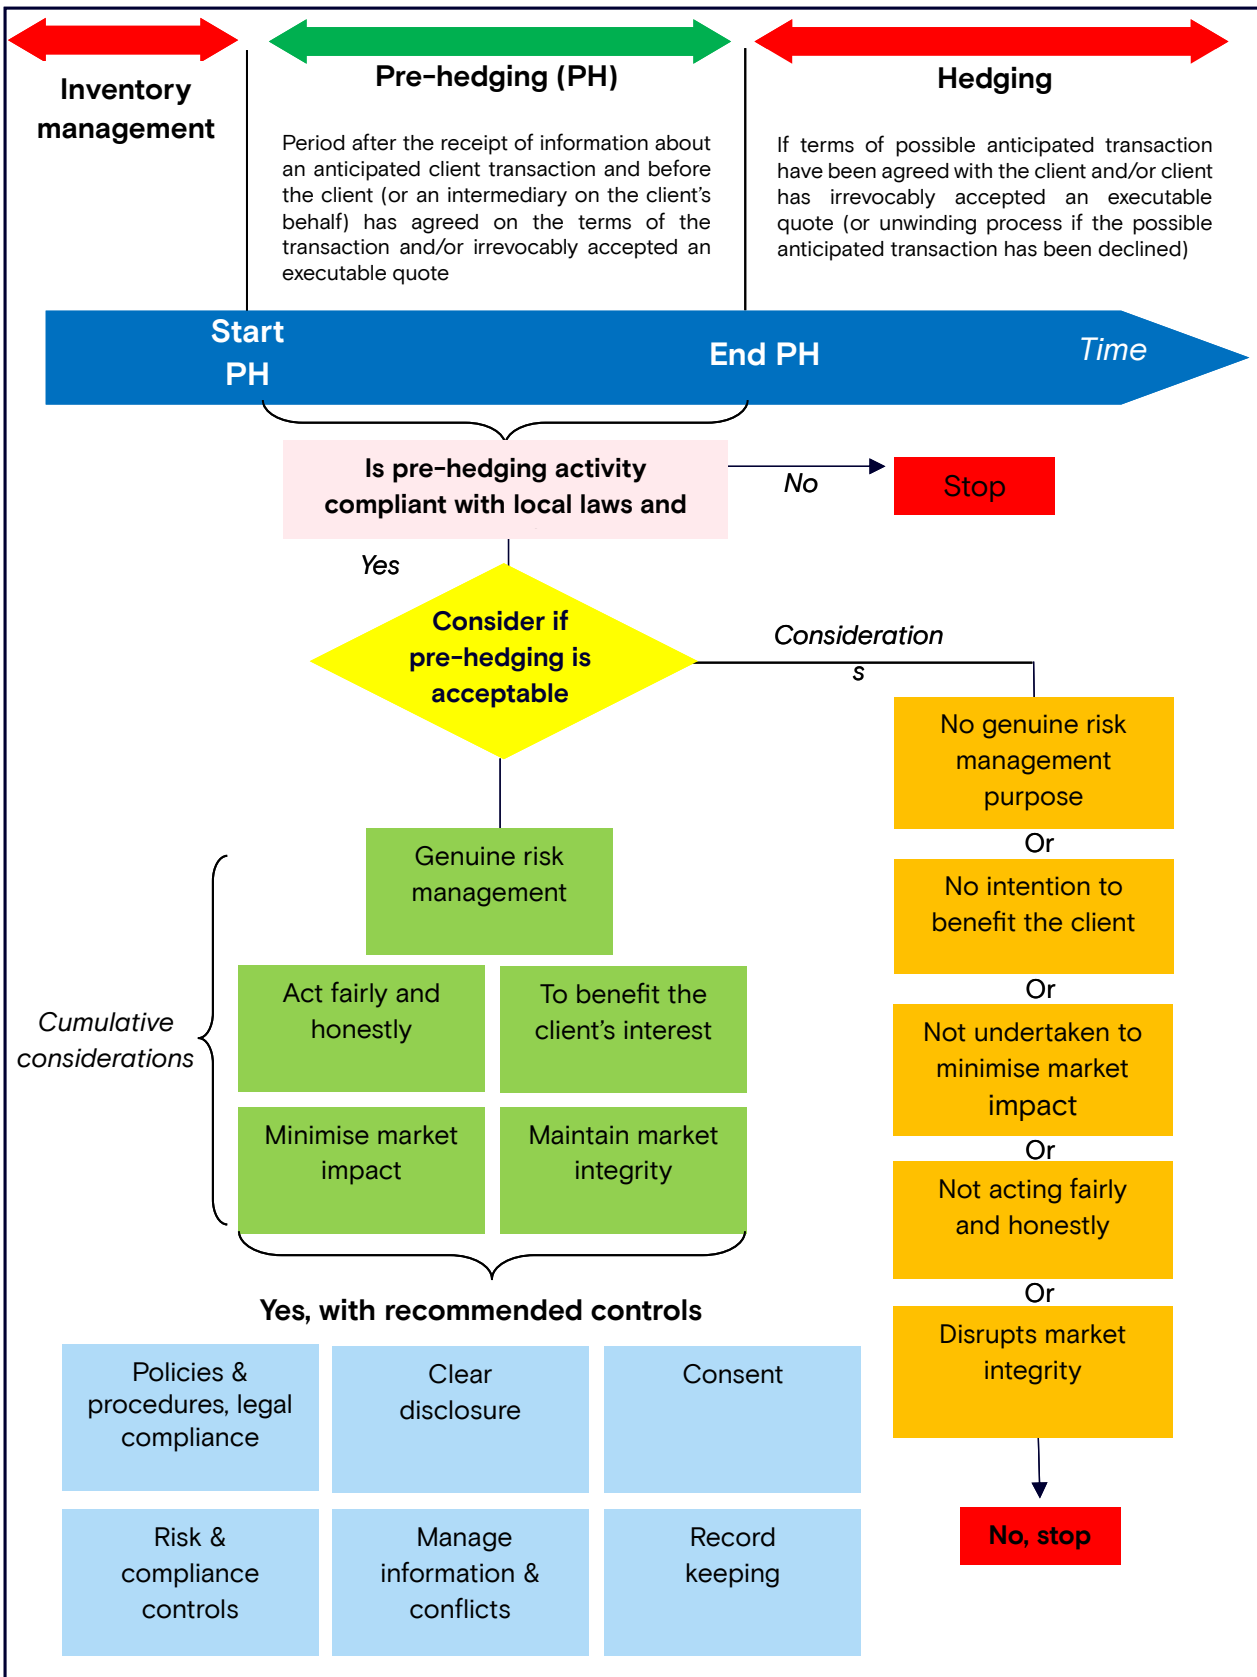 Inventory
management
Pre-hedging (PH)
Period after the receipt of information about
an anticipated client transaction and before
the client (or an intermediary on the client's
behalf) has agreed on the terms of the
transaction and/or irrevocably accepted an
executable quote
Hedging
If terms of possible anticipated transaction
have been agreed with the client and/or client
has irrevocably accepted an executable
quote (or unwinding process if the possible
anticipated transaction has been declined)
Start
PH
End PH
Time
Is pre-hedging activity
compliant with local laws and
No
Stop
Yes
Consider if
pre-hedging is
acceptable
Consideration
s
No genuine risk
management
purpose
Or
No intention to
benefit the client
Or
Not undertaken to
minimise market
impact
Or
Not acting fairly
and honestly
Or
Disrupts market
integrity
No, stop
Genuine risk
management
Cumulative
considerations
Act fairly and
honestly
To benefit the
client's interest
Minimise market
impact
Maintain market
integrity
Yes, with recommended controls
Policies &
procedures, legal
compliance
Clear
disclosure
Consent
Risk &
compliance
controls
Manage
information &
conflicts
Record
keeping